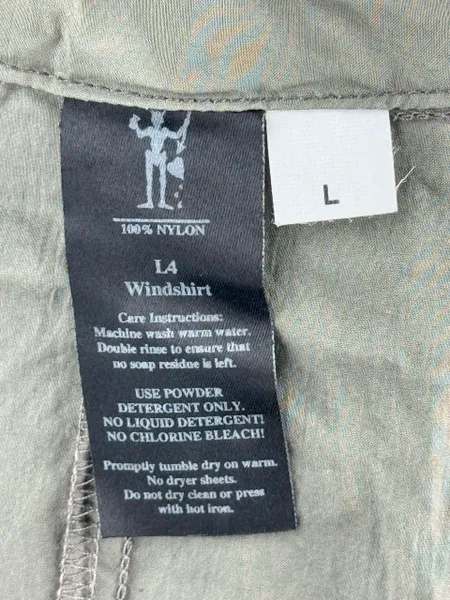 100% NYLON
L4
Windshirt
Care Instructions:
Machine wash warm water.
Double rinse to ensure that
no soap residue is left.
USE POWDER
DETERGENT ONLY.
NO LIQUID DETERGENT!
NO CHLORINE BLEACH!
Promptly tumble dry on warm.
No dryer sheets.
Do not dry clean or press
with hot iron.
L